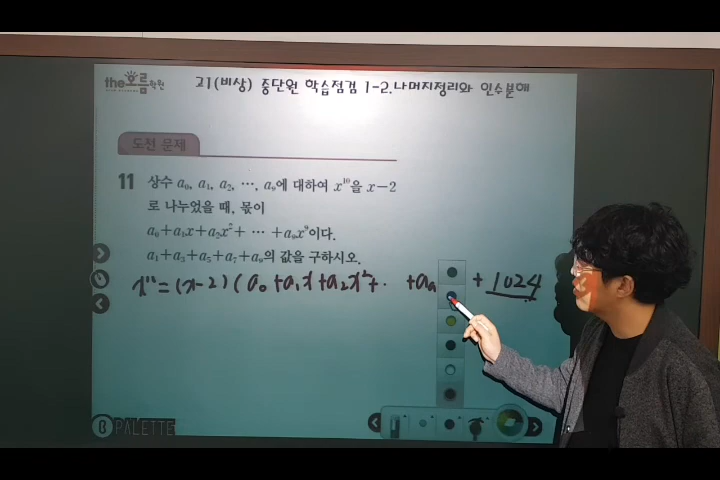 the오름학원
고1(비상) 중단원 학습점검 1-2. 나머지정리와 인수분해
도전 문제
11 상수 a₀, a₁, a₂, ⋯, a₉에 대하여 x¹⁰을 x−2
로 나누었을 때, 몫이
a₀+a₁x+a₂x²+ ⋯ +a₉x⁹이다.
a₁+a₃+a₅+a₇+a₉의 값을 구하시오.
x¹⁰=(x-2)(a₀+a₁x+a₂x²+⋯ +a₉ +1024
PALETTE